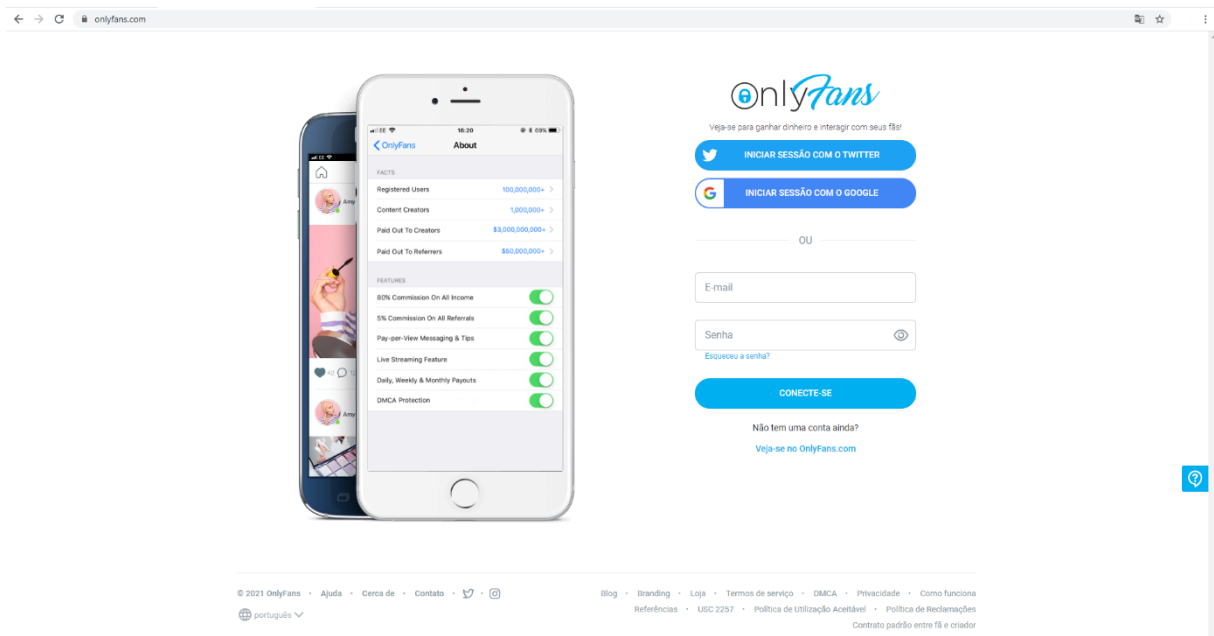 onlyfans.com
EE
16:20
69%
OnlyFans
About
FACTS
Registered Users 100,000,000+
Content Creators 1,000,000+
Paid Out To Creators $3,000,000,000+
Paid Out To Referrers $50,000,000+
FEATURES
80% Commission On All Income
5% Commission On All Referrals
Pay-per-View Messaging & Tips
Live Streaming Feature
Daily, Weekly & Monthly Payouts
DMCA Protection
Amy
Amy
OnlyFans
Veja-se para ganhar dinheiro e interagir com seus fãs!
INICIAR SESSÃO COM O TWITTER
G INICIAR SESSÃO COM O GOOGLE
OU
E-mail
Senha
Esqueceu a senha?
CONECTE-SE
Não tem uma conta ainda?
Veja-se no OnlyFans.com
© 2021 OnlyFans · Ajuda · Cerca de · Contato
português
Blog · Branding · Loja · Termos de serviço · DMCA · Privacidade · Como funciona
Referências · USC 2257 · Política de Utilização Aceitável · Política de Reclamações
Contrato padrão entre fã e criador